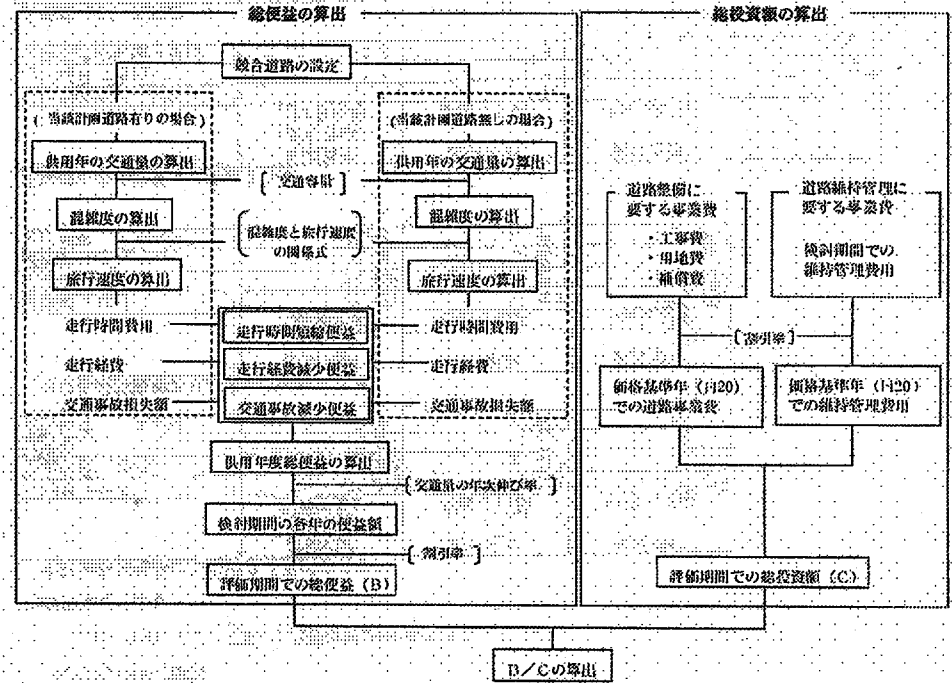 総便益の算出
総投資額の算出
競合道路の設定
(当該計画道路有りの場合)
(当該計画道路無しの場合)
供用年の交通量の算出
供用年の交通量の算出
〔交通容量〕
混雑度の算出
混雑度の算出
混雑度と旅行速度
の関係式
旅行速度の算出
旅行速度の算出
走行時間費用
走行時間短縮便益
走行時間費用
走行経費
走行経費減少便益
走行経費
交通事故損失額
交通事故減少便益
交通事故損失額
供用年度総便益の算出
〔交通量の年次伸び率〕
検討期間の各年の便益額
〔割引率〕
評価期間での総便益(B)
道路整備に
要する事業費
・工事費
・用地費
・補償費
道路維持管理に
要する事業費
検討期間での
維持管理費用
〔割引率〕
価格基準年(H20)
での道路事業費
価格基準年(H20)
での維持管理費用
評価期間での総投資額(C)
B/Cの算出